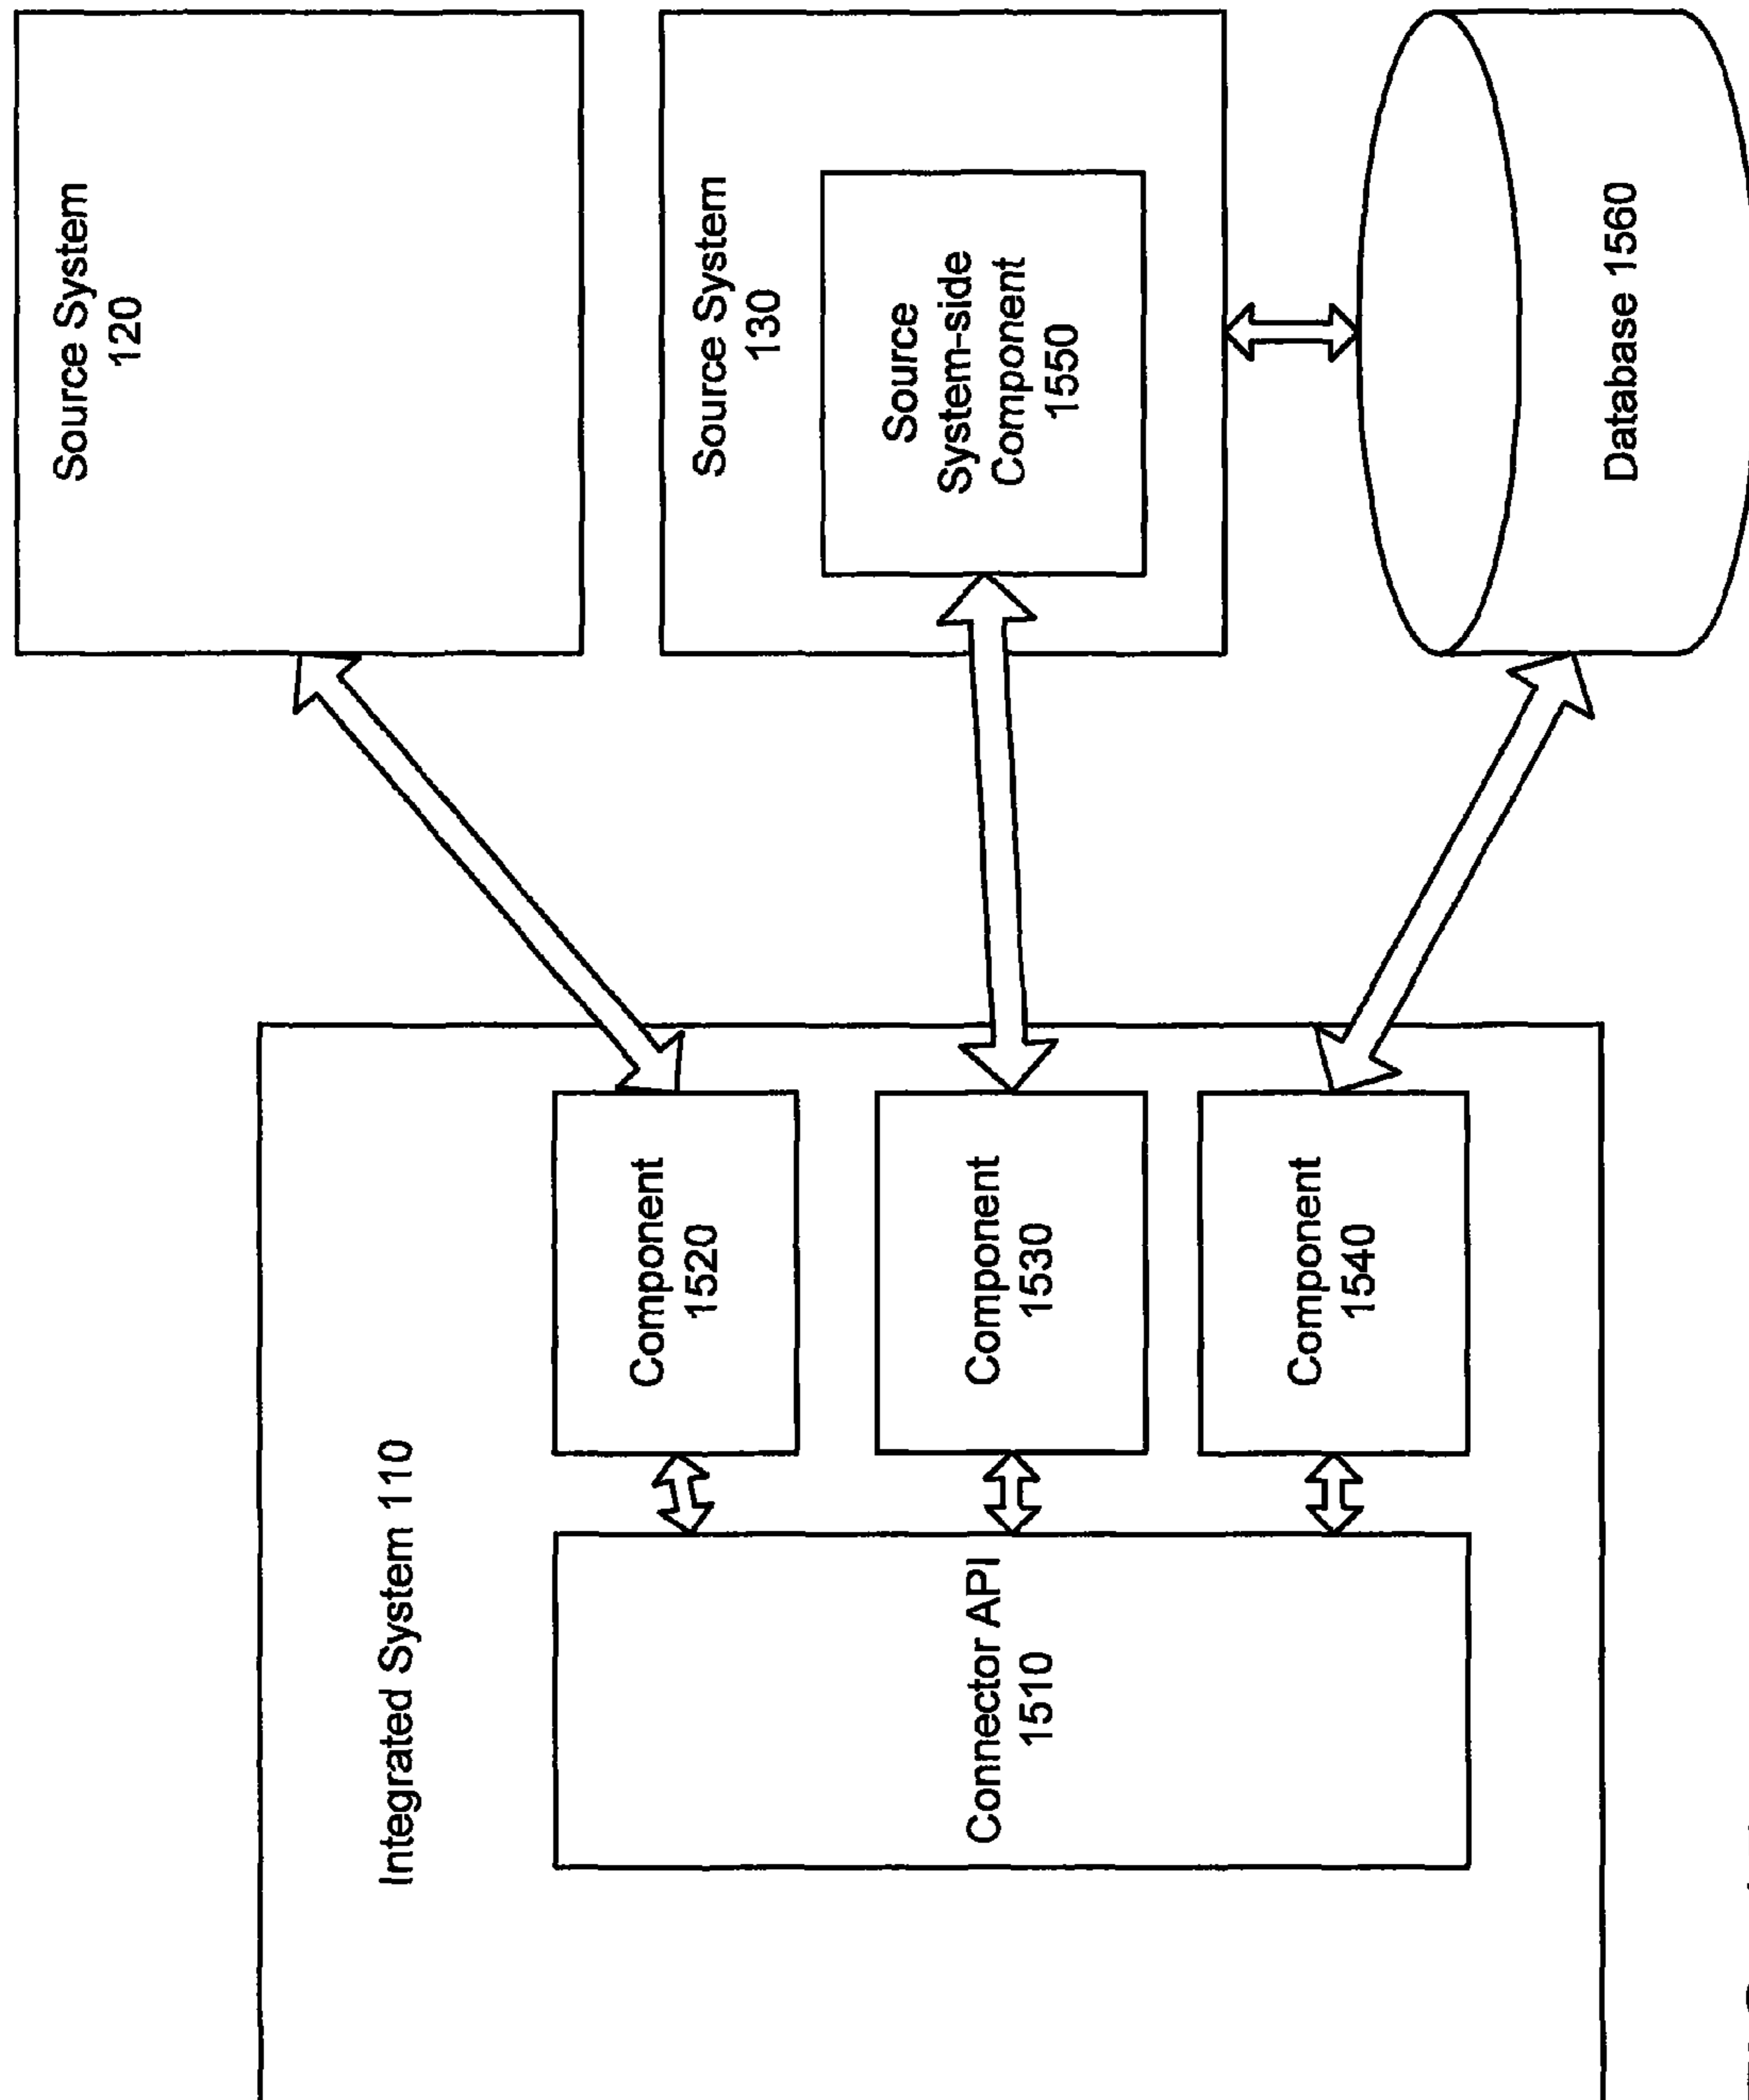 Source System
120
Integrated System 110
Component
1520
Source System
130
Source
System-side
Component
1550
Connector API
1510
Component
1530
Component
1540
Database 1560